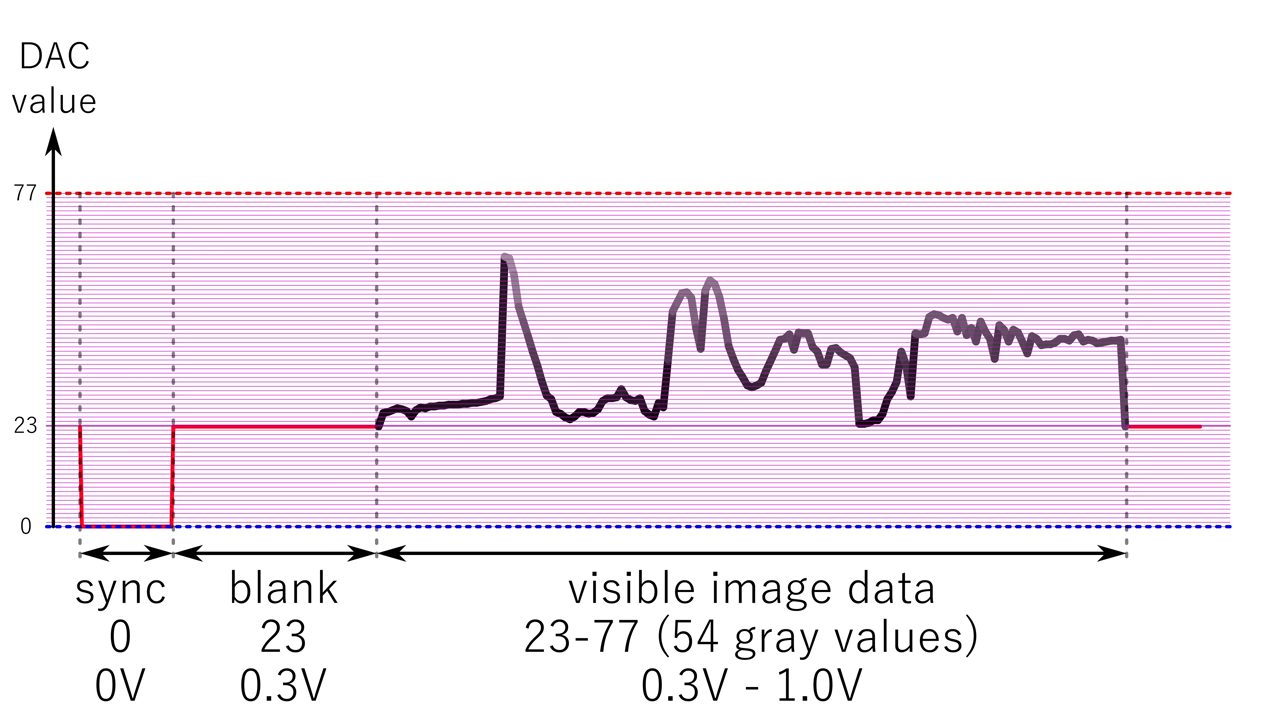 DAC
value
77
23
0
sync
0
0V
blank
23
0.3V
visible image data
23-77 (54 gray values)
0.3V - 1.0V